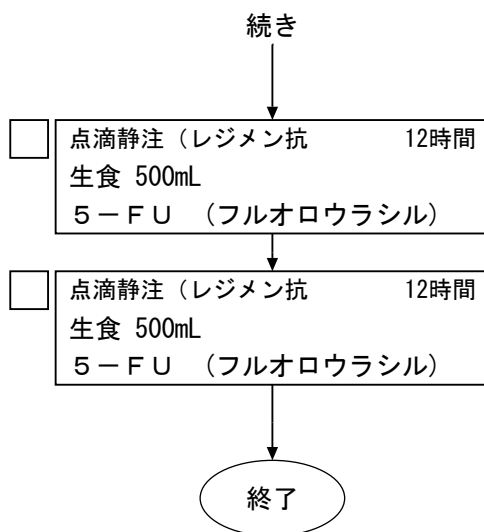 続き
点滴静注（レジメン抗 12時間
生食 500mL
５－ＦＵ （フルオロウラシル）
点滴静注（レジメン抗 12時間
生食 500mL
５－ＦＵ （フルオロウラシル）
終了